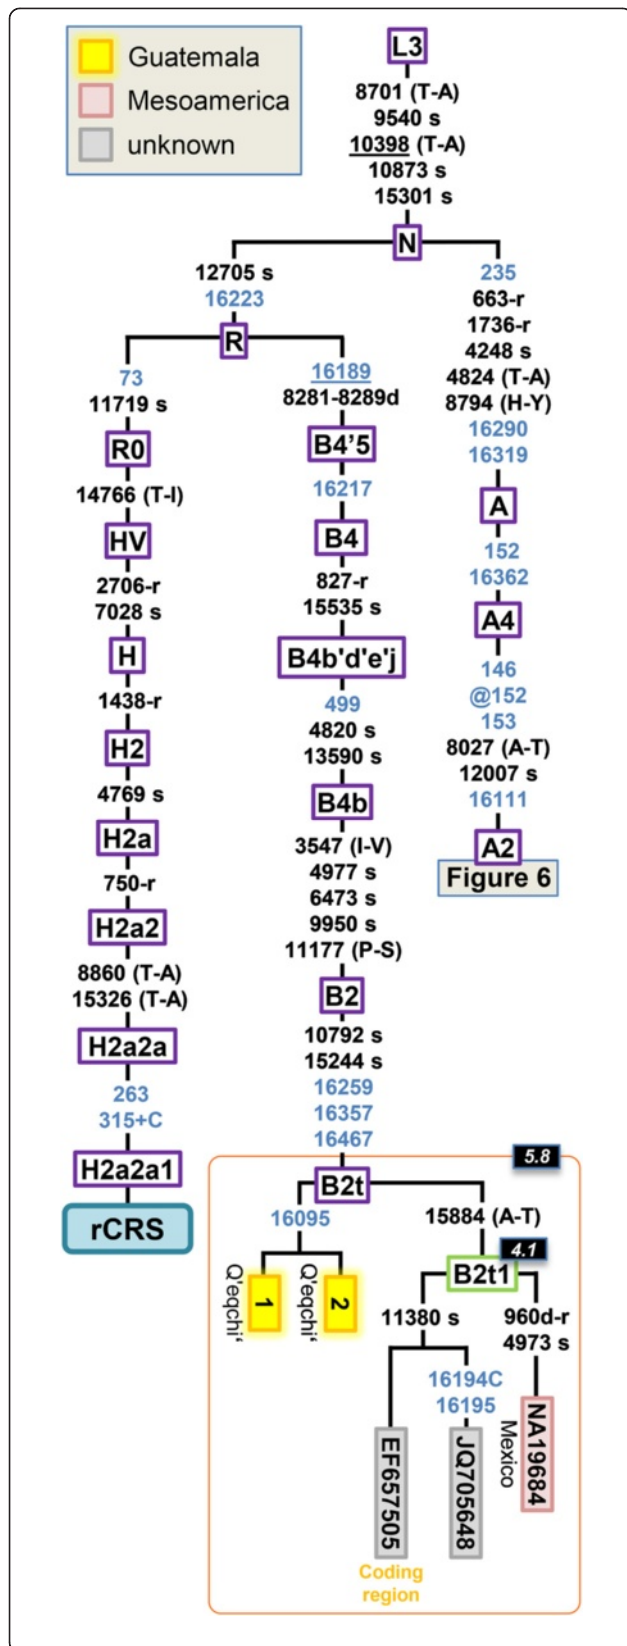 Guatemala
Mesoamerica
unknown
L3
8701 (T-A)
9540 s
10398 (T-A)
10873 s
15301 s
N
12705 s
16223
R
73
11719 s
R0
14766 (T-I)
HV
2706-r
7028 s
H
1438-r
H2
4769 s
H2a
750-r
H2a2
8860 (T-A)
15326 (T-A)
H2a2a
263
315+C
H2a2a1
rCRS
16189
8281-8289d
B4'5
16217
B4
827-r
15535 s
B4b'd'e'j
499
4820 s
13590 s
B4b
3547 (I-V)
4977 s
6473 s
9950 s
11177 (P-S)
B2
10792 s
15244 s
16259
16357
16467
235
663-r
1736-r
4248 s
4824 (T-A)
8794 (H-Y)
16290
16319
A
152
16362
A4
146
@152
153
8027 (A-T)
12007 s
16111
A2
Figure 6
5.8
B2t
16095
Q'eqchi'
1
Q'eqchi'
2
15884 (A-T)
4.1
B2t1
11380 s
EF657505
Coding
region
16194C
16195
JQ705648
960d-r
4973 s
Mexico
NA19684